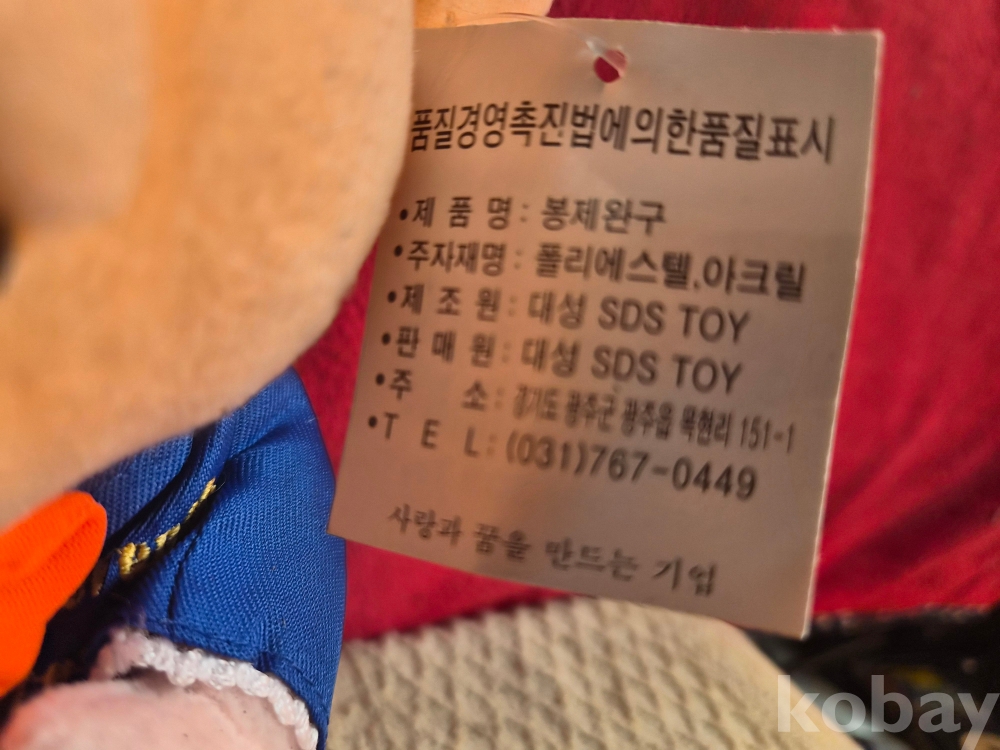 품질경영촉진법에의한품질표시
•제 품 명 : 봉제완구
•주자재명 : 폴리에스텔,아크릴
•제 조 원 : 대성 SDS TOY
•판 매 원 : 대성 SDS TOY
•주 소 : 경기도 광주군 광주읍 목현리 151-1
•T E L : (031)767-0449
사랑과 꿈을 만드는 기업
kobay